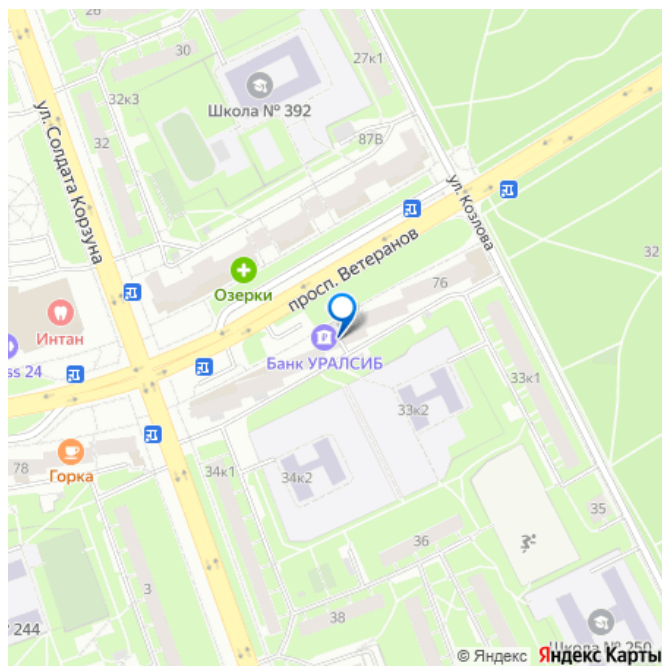 26
30
27к1
Школа № 392
32к3
32
87В
ул. Солдата Корзуна
ул. Козлова
просп. Ветеранов
32
Озерки
76
Интан
ss 24
Банк УРАЛСИБ
33к1
33к2
78
Горка
34к1
34к2
35
36
3
38
244
Школа № 250
© Яндекс Яндекс Карты